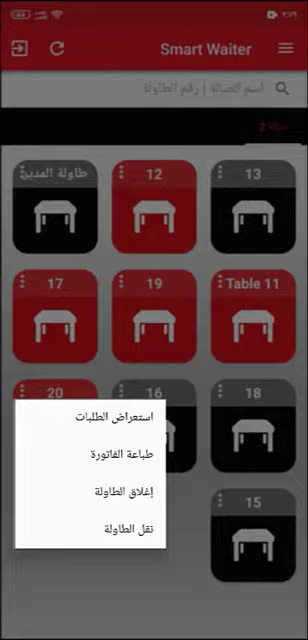 Smart Waiter
اسم الصالة | رقم الطاولة
13
12
طاولة المدير
Table 11
19
17
18
16
20
15
استعراض الطلبات
طباعة الفاتورة
إغلاق الطاولة
نقل الطاولة